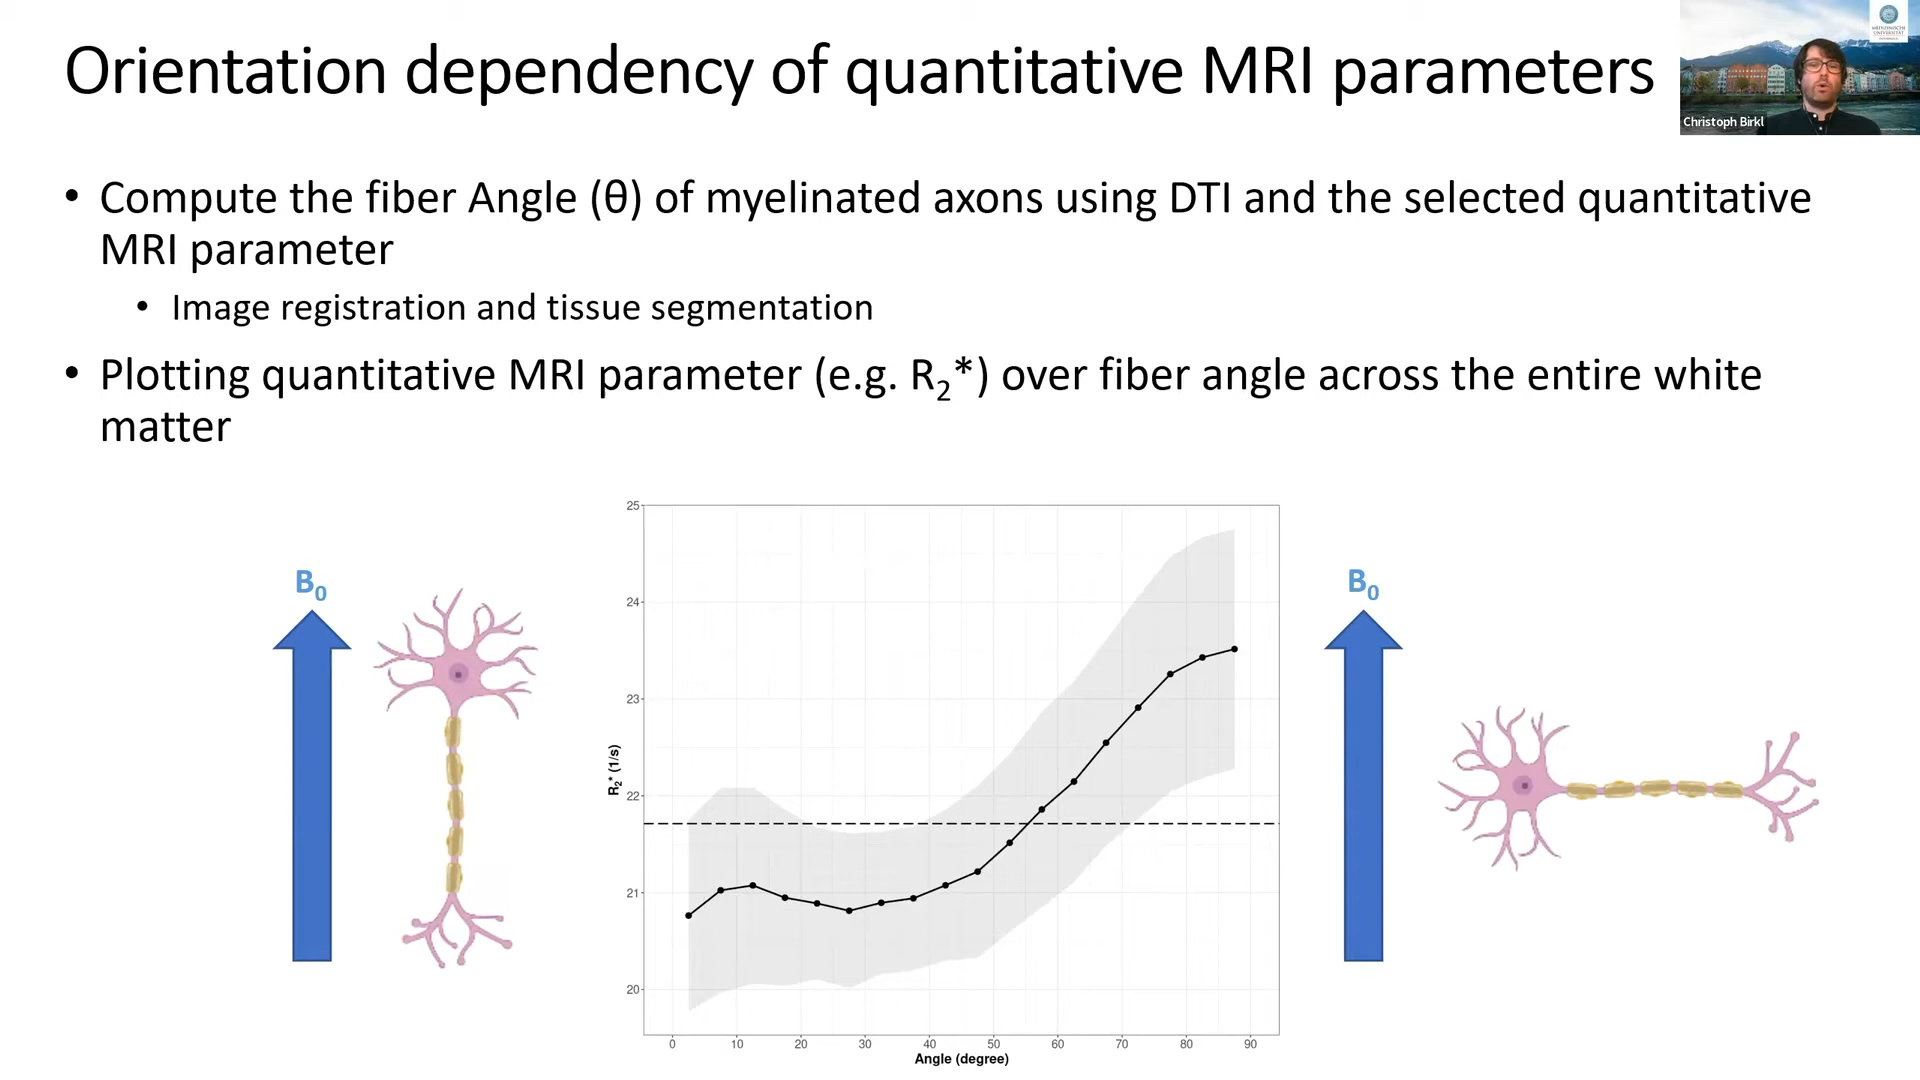 Orientation dependency of quantitative MRI parameters
MEDIZINISCHE
UNIVERSITÄT
Christoph Birkl
• Compute the fiber Angle (θ) of myelinated axons using DTI and the selected quantitative
MRI parameter
• Image registration and tissue segmentation
• Plotting quantitative MRI parameter (e.g. R₂*) over fiber angle across the entire white
matter
B₀
25
24
23
22
21
20
R₂* (1/s)
0 10 20 30 40 50 60 70 80 90
Angle (degree)
B₀